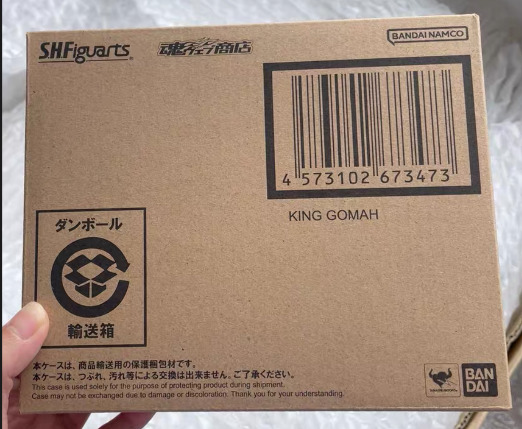 S.H.Figuarts
魂ウェブ商店
BANDAI NAMCO
4 573102 673473
KING GOMAH
ダンボール
輸送箱
本ケースは、商品輸送用の保護梱包材です。
本ケースは、つぶれ、汚れ等による交換は出来ません、ご了承ください。
This case is used solely for the purpose of protecting product during shipment.
Case may not be exchanged due to damage or discoloration. Thank you for your understanding.
BAN
DAI